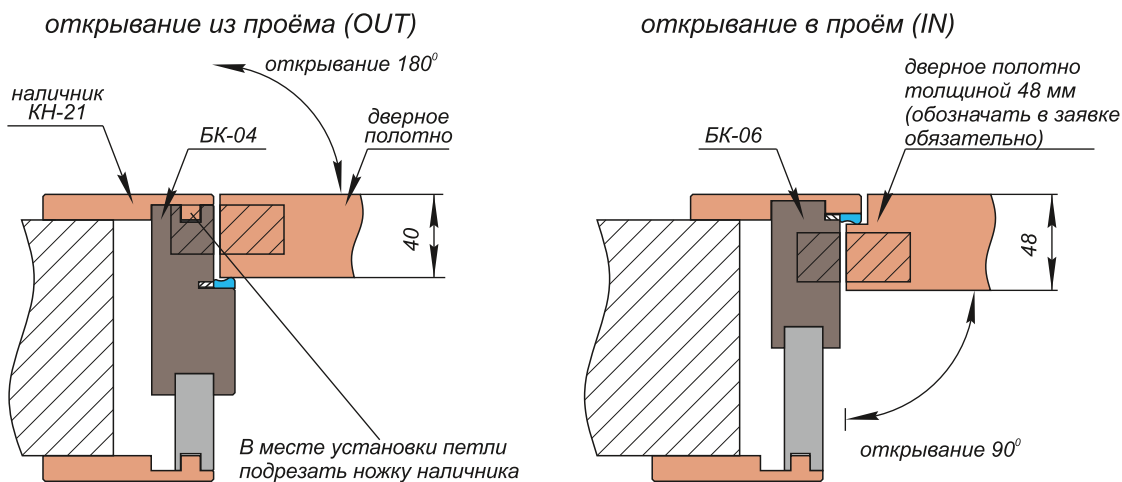 открывание из проёма (OUT)
открывание 180⁰
наличник
КН-21
БК-04
дверное
полотно
40
В месте установки петли
подрезать ножку наличника
открывание в проём (IN)
дверное полотно
толщиной 48 мм
(обозначать в заявке
обязательно)
БК-06
48
открывание 90⁰